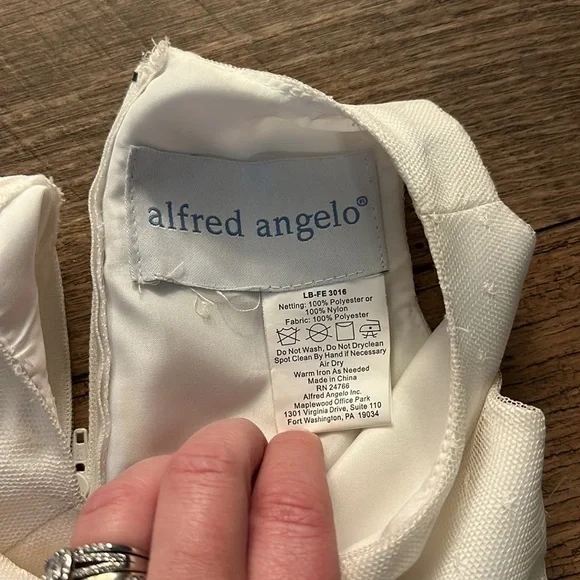 alfred angelo®
LB-FE 3016
Netting: 100% Polyester or
100% Nylon
Fabric: 100% Polyester
Do Not Wash, Do Not Dryclean
Spot Clean By Hand if Necessary
Air Dry
Warm Iron As Needed
Made in China
RN 24766
Alfred Angelo Inc.
Maplewood Office Park
1301 Virginia Drive, Suite 110
Fort Washington, PA 19034